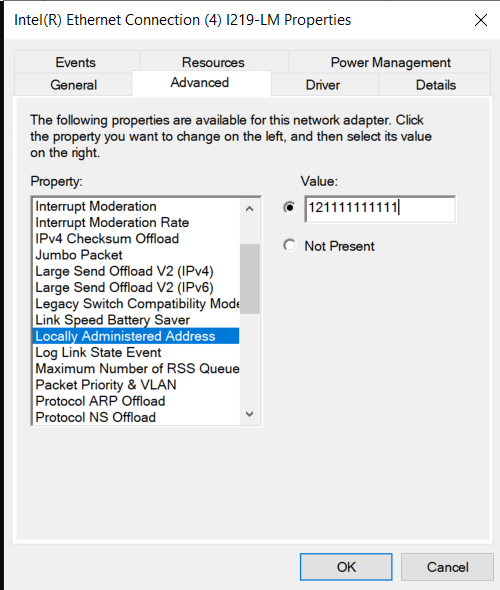 Intel(R) Ethernet Connection (4) I219-LM Properties
Events Resources Power Management
General Advanced Driver Details
The following properties are available for this network adapter. Click
the property you want to change on the left, and then select its value
on the right.
Property: Value:
Interrupt Moderation
Interrupt Moderation Rate
IPv4 Checksum Offload
Jumbo Packet
Large Send Offload V2 (IPv4)
Large Send Offload V2 (IPv6)
Legacy Switch Compatibility Mode
Link Speed Battery Saver
Locally Administered Address
Log Link State Event
Maximum Number of RSS Queue
Packet Priority & VLAN
Protocol ARP Offload
Protocol NS Offload
121111111111
Not Present
OK Cancel